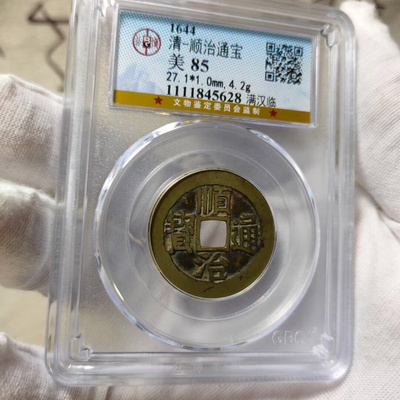 1644
清-顺治通宝
美 85
27.1*1.0mm,4.2g
1111845628 满汉临
文物鉴定委员会监制
順治通寳